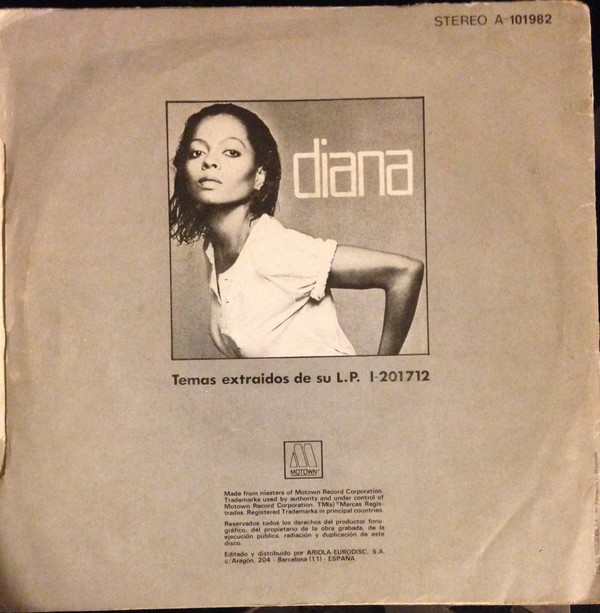 STEREO A-101982
diana
Temas extraidos de su L.P. I-201712
MOTOWN
Made from masters of Motown Record Corporation.
Trademarks used by authority and under control of
Motown Record Corporation. TM(s) Marcas Regis-
tradas. Registered Trademarks in principal countries.
Reservados todos los derechos del productor fono-
gráfico, del propietario de la obra grabada, de la
ejecución pública, radiación y duplicación de este
disco.
Editado y distribuido por ARIOLA-EURODISC, S.A.
c/Aragón, 204 - Barcelona (11) - ESPAÑA